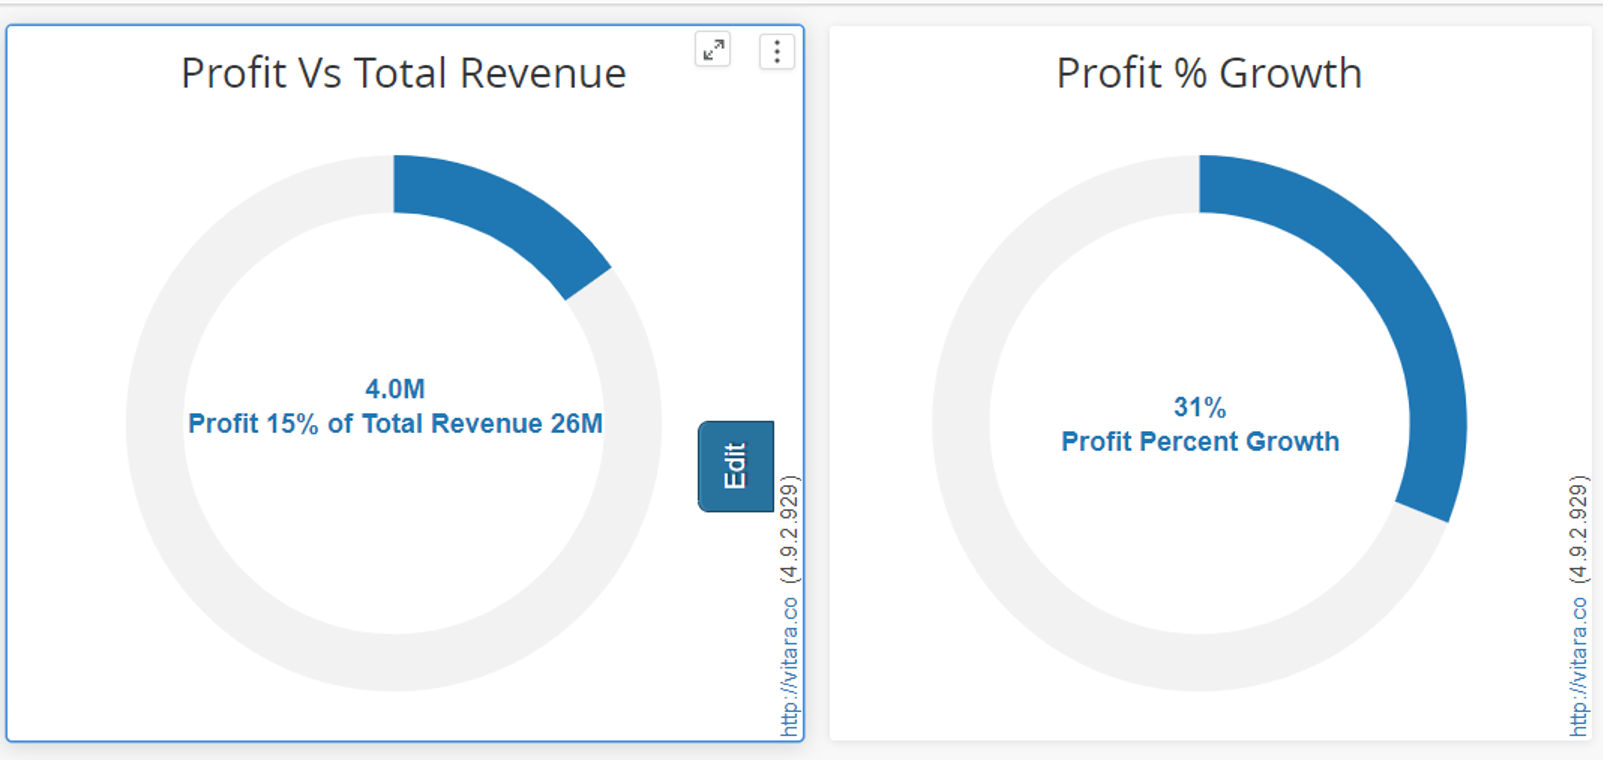 Profit Vs Total Revenue
4.0M
Profit 15% of Total Revenue 26M
Edit
http://vitara.co (4.9.2.929)
Profit % Growth
31%
Profit Percent Growth
http://vitara.co (4.9.2.929)